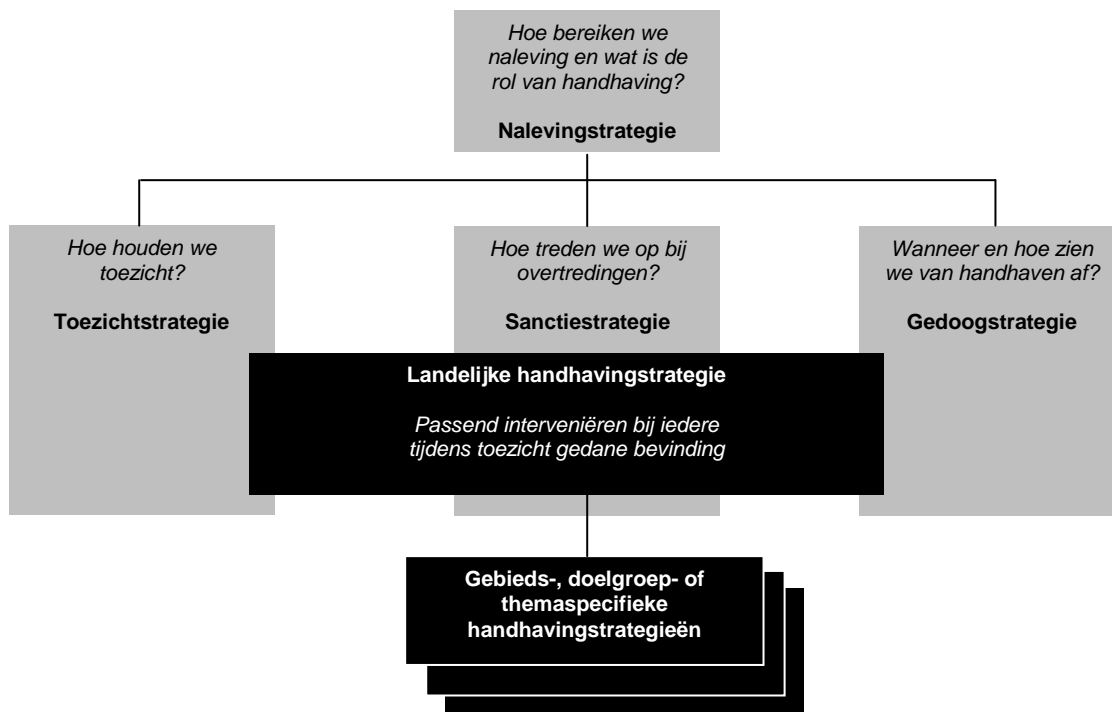 Hoe bereiken we
naleving en wat is de
rol van handhaving?
Nalevingstrategie
Hoe houden we
toezicht?
Toezichtstrategie
Hoe treden we op bij
overtredingen?
Sanctiestrategie
Wanneer en hoe zien
we van handhaven af?
Gedoogstrategie
Landelijke handhavingstrategie
Passend interveniëren bij iedere
tijdens toezicht gedane bevinding
Gebieds-, doelgroep- of
themaspecifieke
handhavingstrategieën